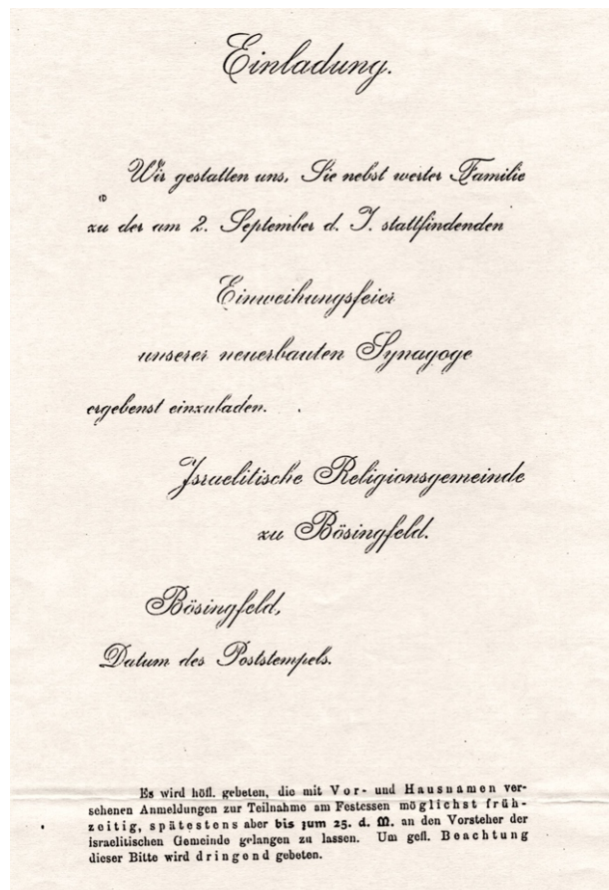 Einladung.
Wir gestatten uns, Sie nebst werter Familie
zu der am 2. September d. J. stattfindenden
Einweihungsfeier
unserer neuerbauten Synagoge
ergebenst einzuladen.
Israelitische Religionsgemeinde
zu Bösingfeld.
Bösingfeld,
Datum des Poststempels.
Es wird höfl. gebeten, die mit Vor- und Hausnamen ver-
sehenen Anmeldungen zur Teilnahme am Festessen möglichst früh-
zeitig, spätestens aber bis zum 25. d. M. an den Vorsteher der
israelitischen Gemeinde gelangen zu lassen. Um gefl. Beachtung
dieser Bitte wird dringend gebeten.